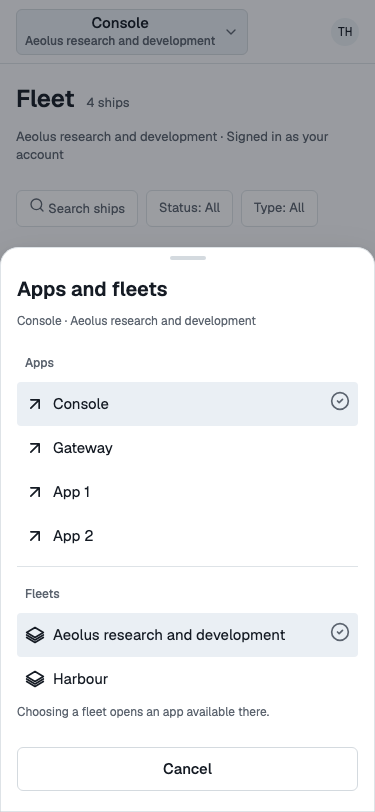 Console
Aeolus research and development
TH
Fleet 4 ships
Aeolus research and development · Signed in as your
account
Search ships
Status: All
Type: All
Apps and fleets
Console · Aeolus research and development
Apps
Console
Gateway
App 1
App 2
Fleets
Aeolus research and development
Harbour
Choosing a fleet opens an app available there.
Cancel